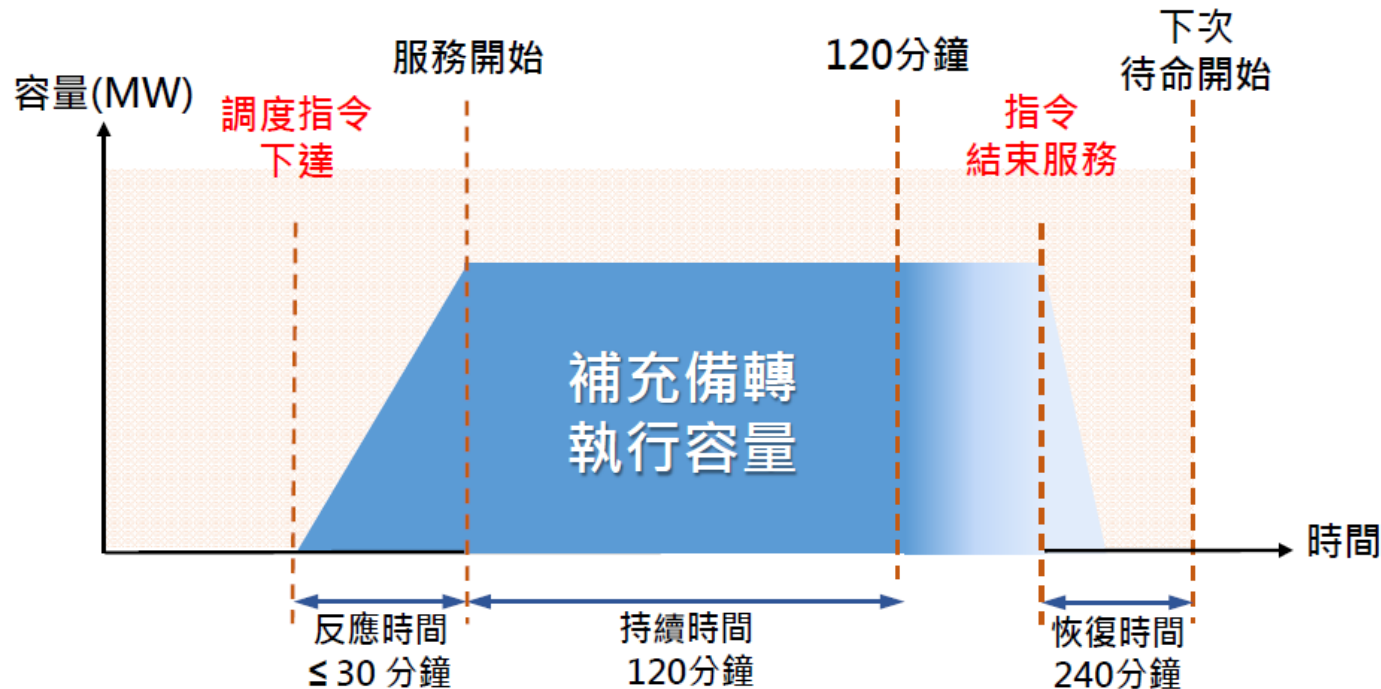 容量(MW)
調度指令
下達
服務開始
120分鐘
指令
結束服務
下次
待命開始
補充備轉
執行容量
時間
反應時間
≤ 30 分鐘
持續時間
120分鐘
恢復時間
240分鐘